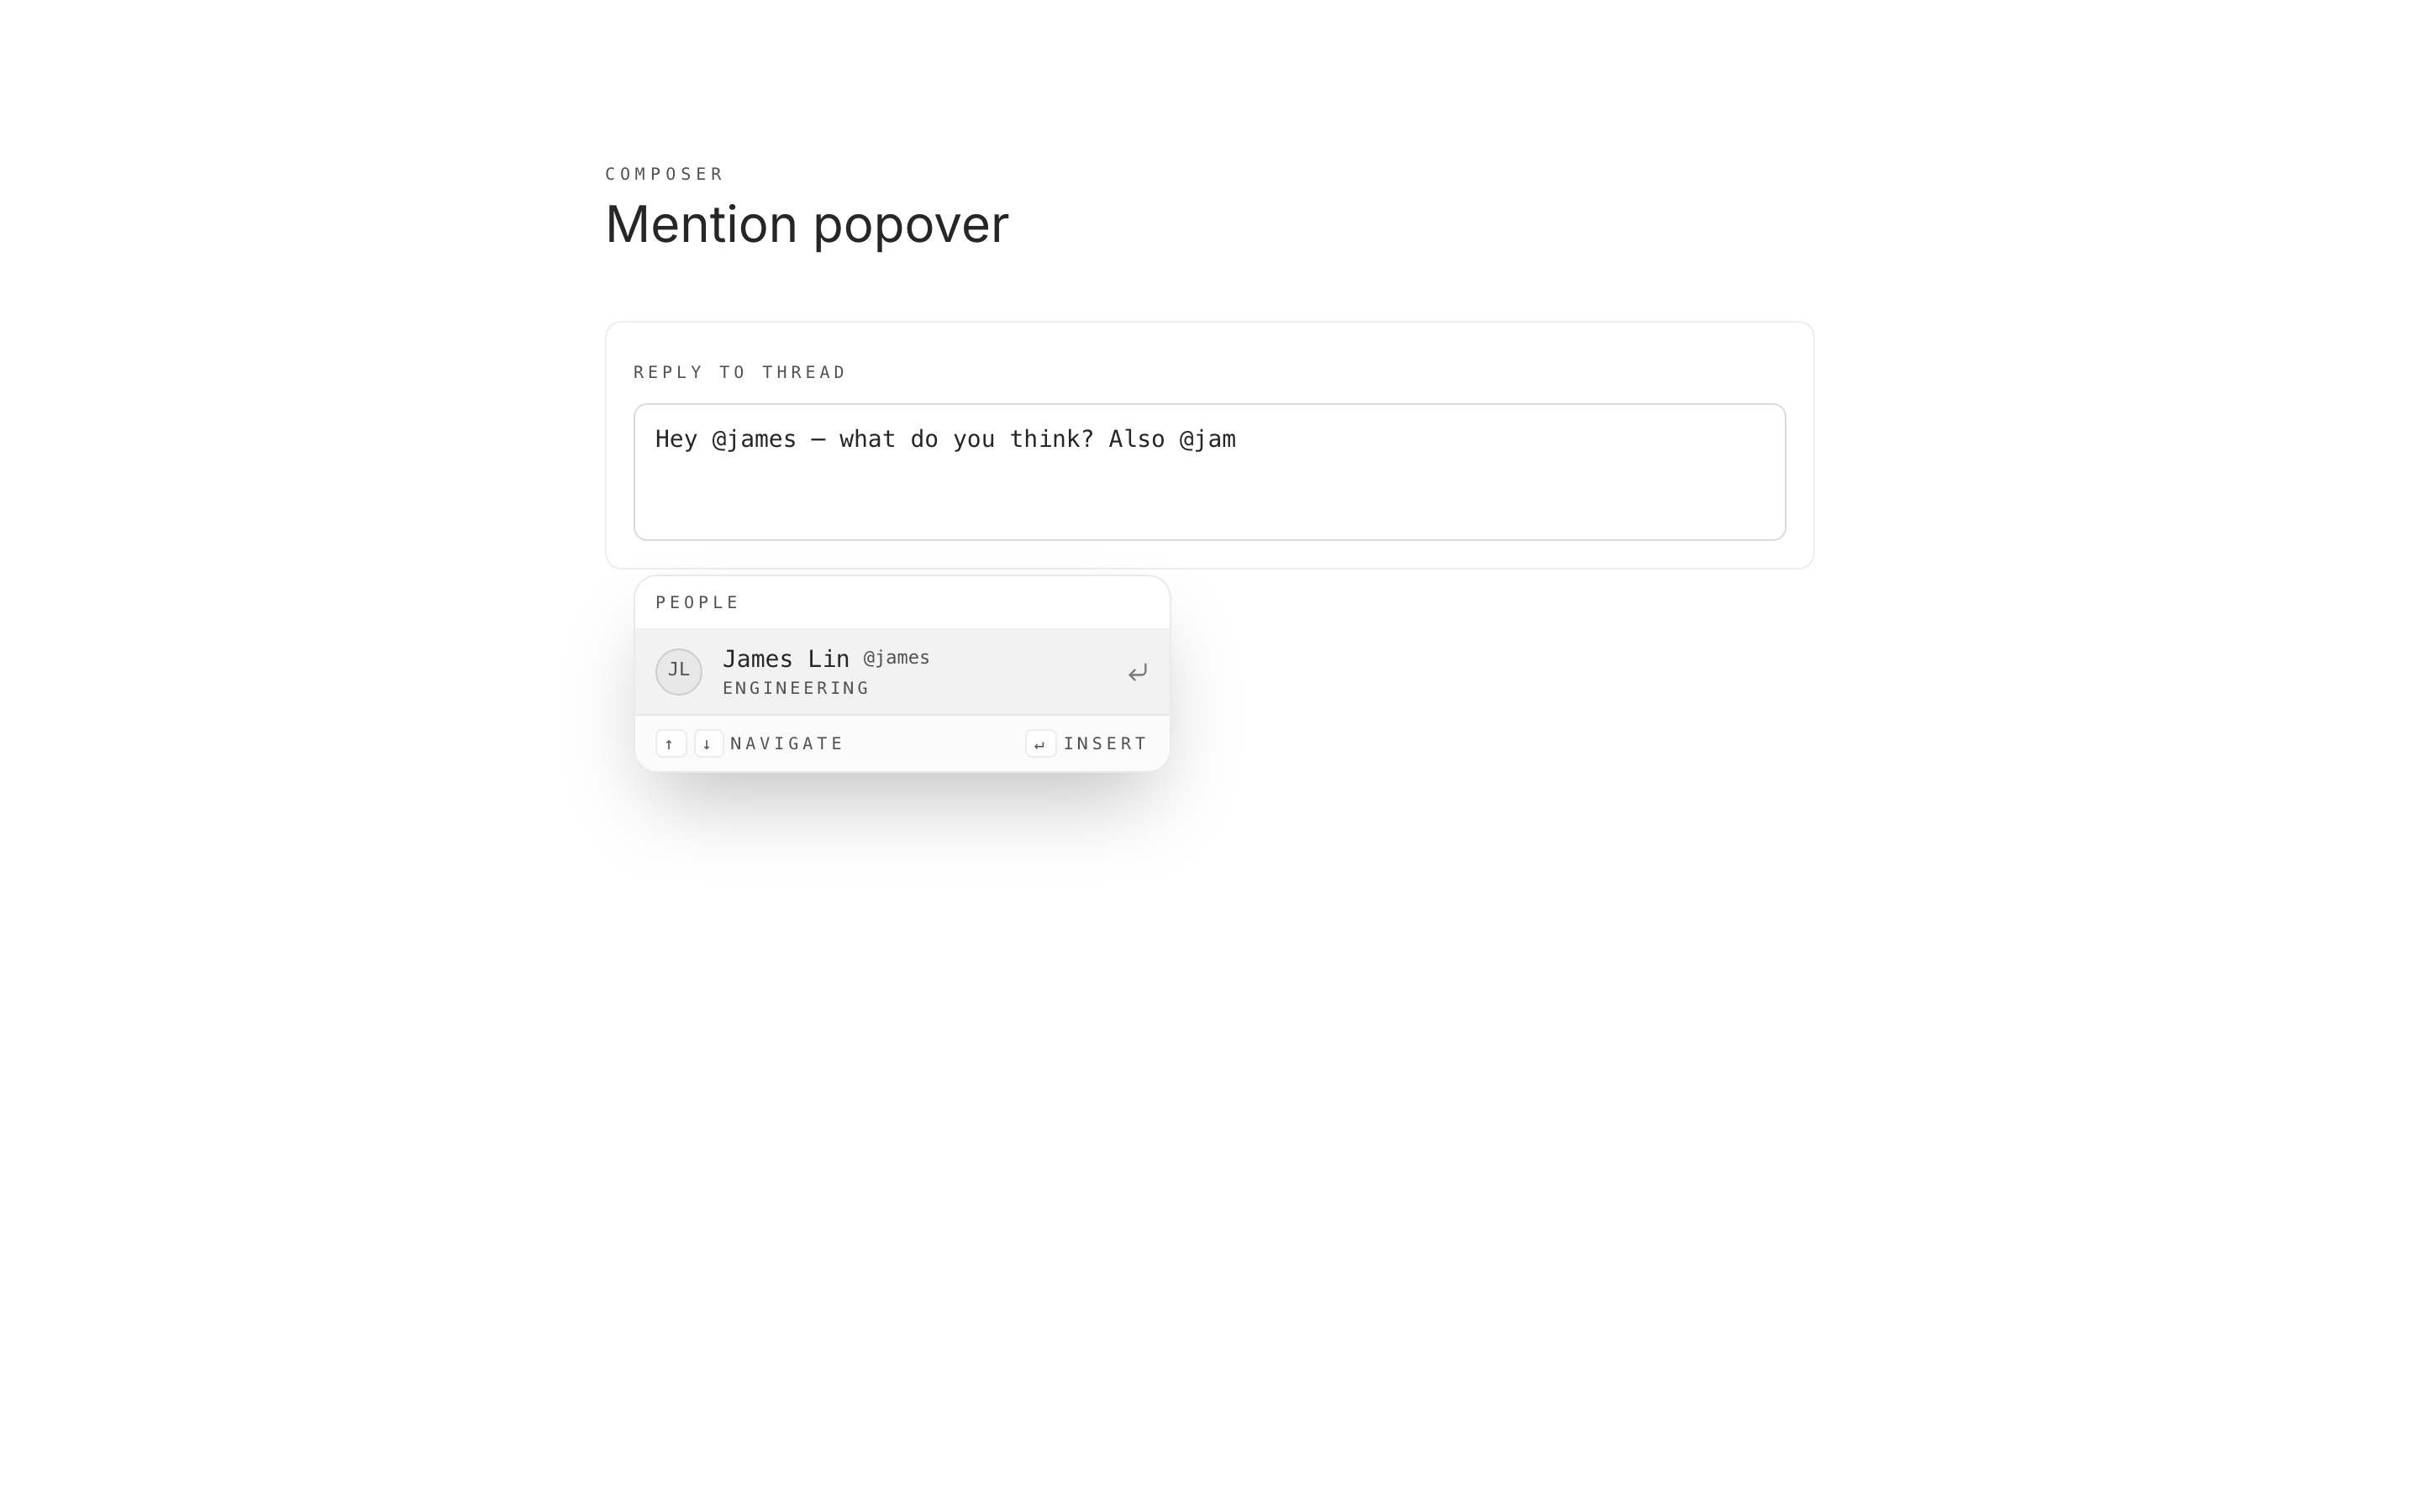 COMPOSER
Mention popover
REPLY TO THREAD
Hey @james — what do you think? Also @jam
PEOPLE
JL James Lin @james
ENGINEERING
↑ ↓ NAVIGATE ↵ INSERT